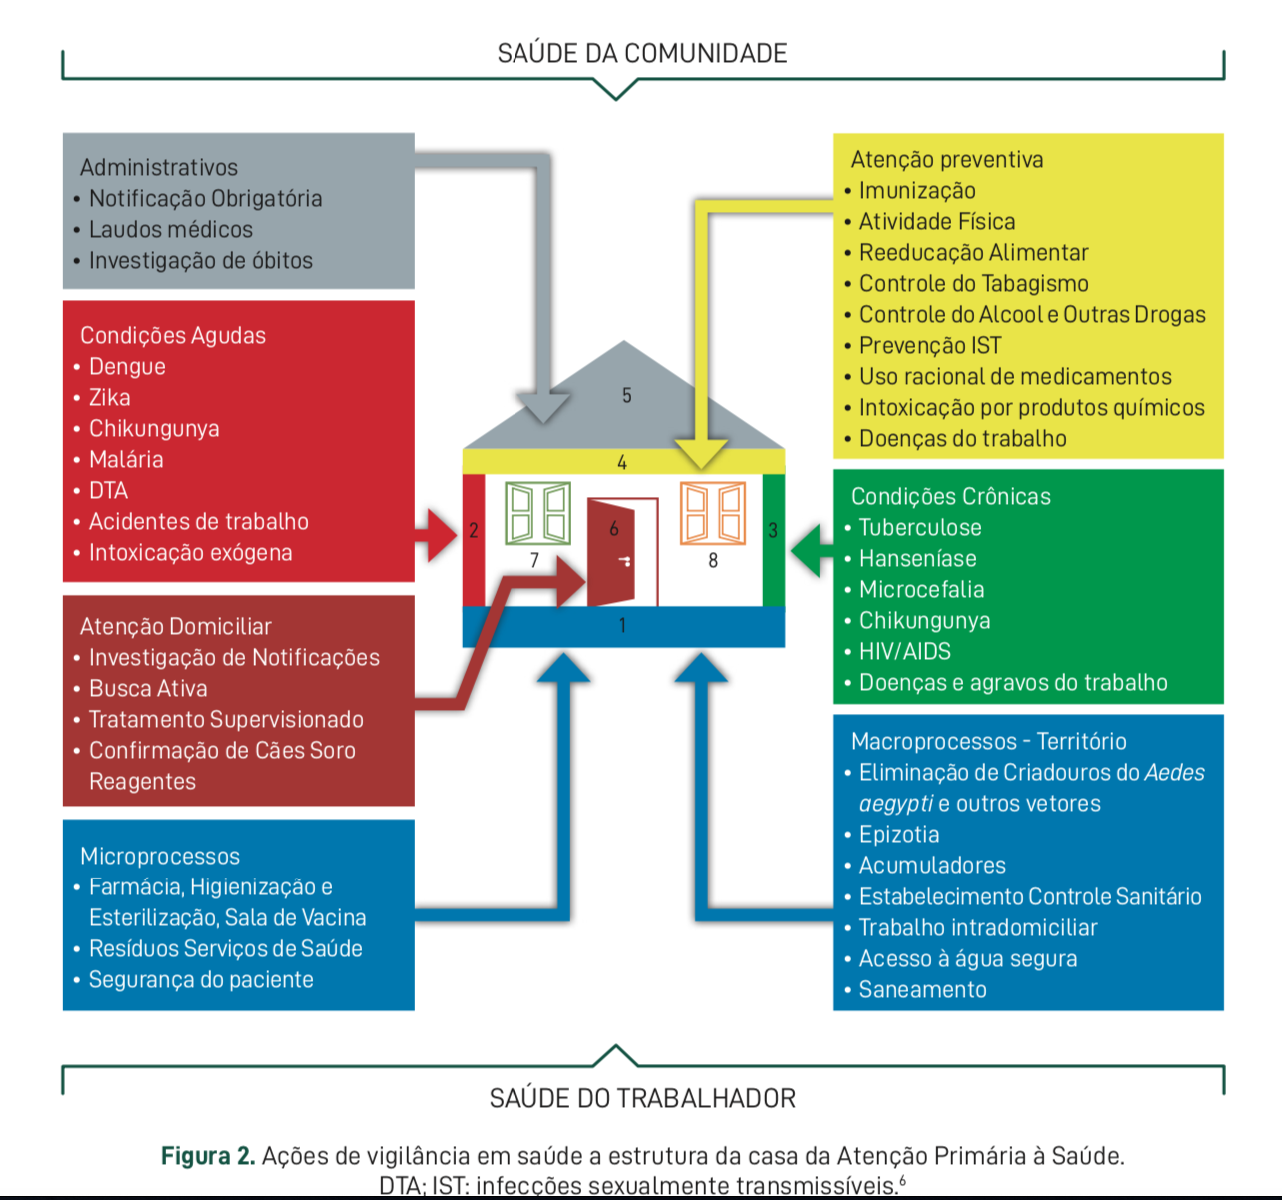 SAÚDE DA COMUNIDADE
Administrativos
• Notificação Obrigatória
• Laudos médicos
• Investigação de óbitos
Condições Agudas
• Dengue
• Zika
• Chikungunya
• Malária
• DTA
• Acidentes de trabalho
• Intoxicação exógena
Atenção Domiciliar
• Investigação de Notificações
• Busca Ativa
• Tratamento Supervisionado
• Confirmação de Cães Soro
Reagentes
Microprocessos
• Farmácia, Higienização e
Esterilização, Sala de Vacina
• Resíduos Serviços de Saúde
• Segurança do paciente
5
4
2
6
3
7
8
1
Atenção preventiva
• Imunização
• Atividade Física
• Reeducação Alimentar
• Controle do Tabagismo
• Controle do Alcool e Outras Drogas
• Prevenção IST
• Uso racional de medicamentos
• Intoxicação por produtos químicos
• Doenças do trabalho
Condições Crônicas
• Tuberculose
• Hanseníase
• Microcefalia
• Chikungunya
• HIV/AIDS
• Doenças e agravos do trabalho
Macroprocessos - Território
• Eliminação de Criadouros do Aedes
aegypti e outros vetores
• Epizotia
• Acumuladores
• Estabelecimento Controle Sanitário
• Trabalho intradomiciliar
• Acesso à água segura
• Saneamento
SAÚDE DO TRABALHADOR
Figura 2. Ações de vigilância em saúde a estrutura da casa da Atenção Primária à Saúde.
DTA; IST: infecções sexualmente transmissíveis.⁶